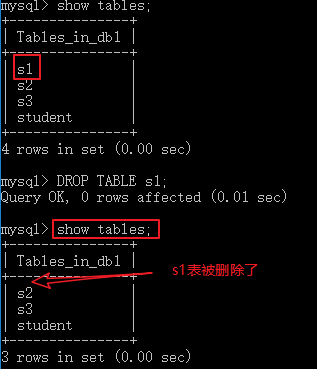 mysql> show tables;
+---------------+
| Tables_in_db1 |
+---------------+
| s1
| s2
| s3
| student
+---------------+
4 rows in set (0.00 sec)
mysql> DROP TABLE s1;
Query OK, 0 rows affected (0.01 sec)
mysql> show tables;
+---------------+
| Tables_in_db1 |
+---------------+
s1表被删除了
| s2
| s3
| student
+---------------+
3 rows in set (0.00 sec)